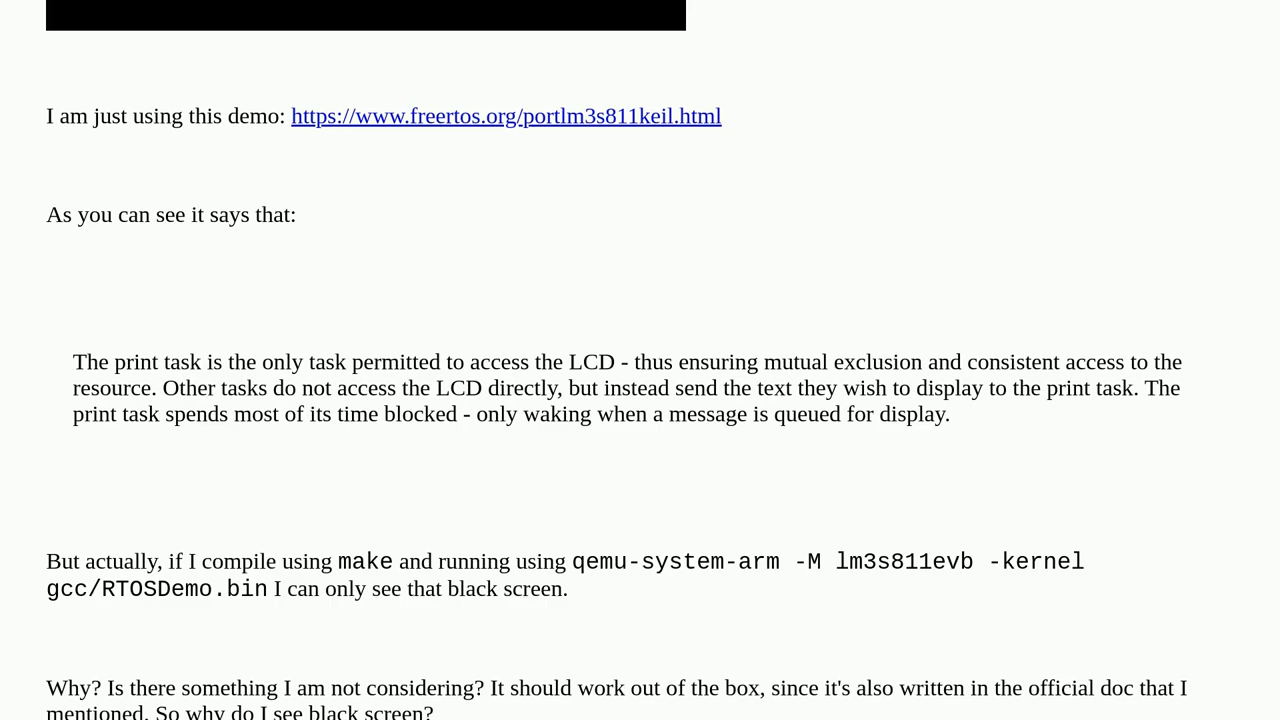 I am just using this demo: https://www.freertos.org/portlm3s811keil.html
As you can see it says that:
The print task is the only task permitted to access the LCD - thus ensuring mutual exclusion and consistent access to the
resource. Other tasks do not access the LCD directly, but instead send the text they wish to display to the print task. The
print task spends most of its time blocked - only waking when a message is queued for display.
But actually, if I compile using make and running using qemu-system-arm -M lm3s811evb -kernel
gcc/RTOSDemo.bin I can only see that black screen.
Why? Is there something I am not considering? It should work out of the box, since it's also written in the official doc that I
mentioned. So why do I see black screen?